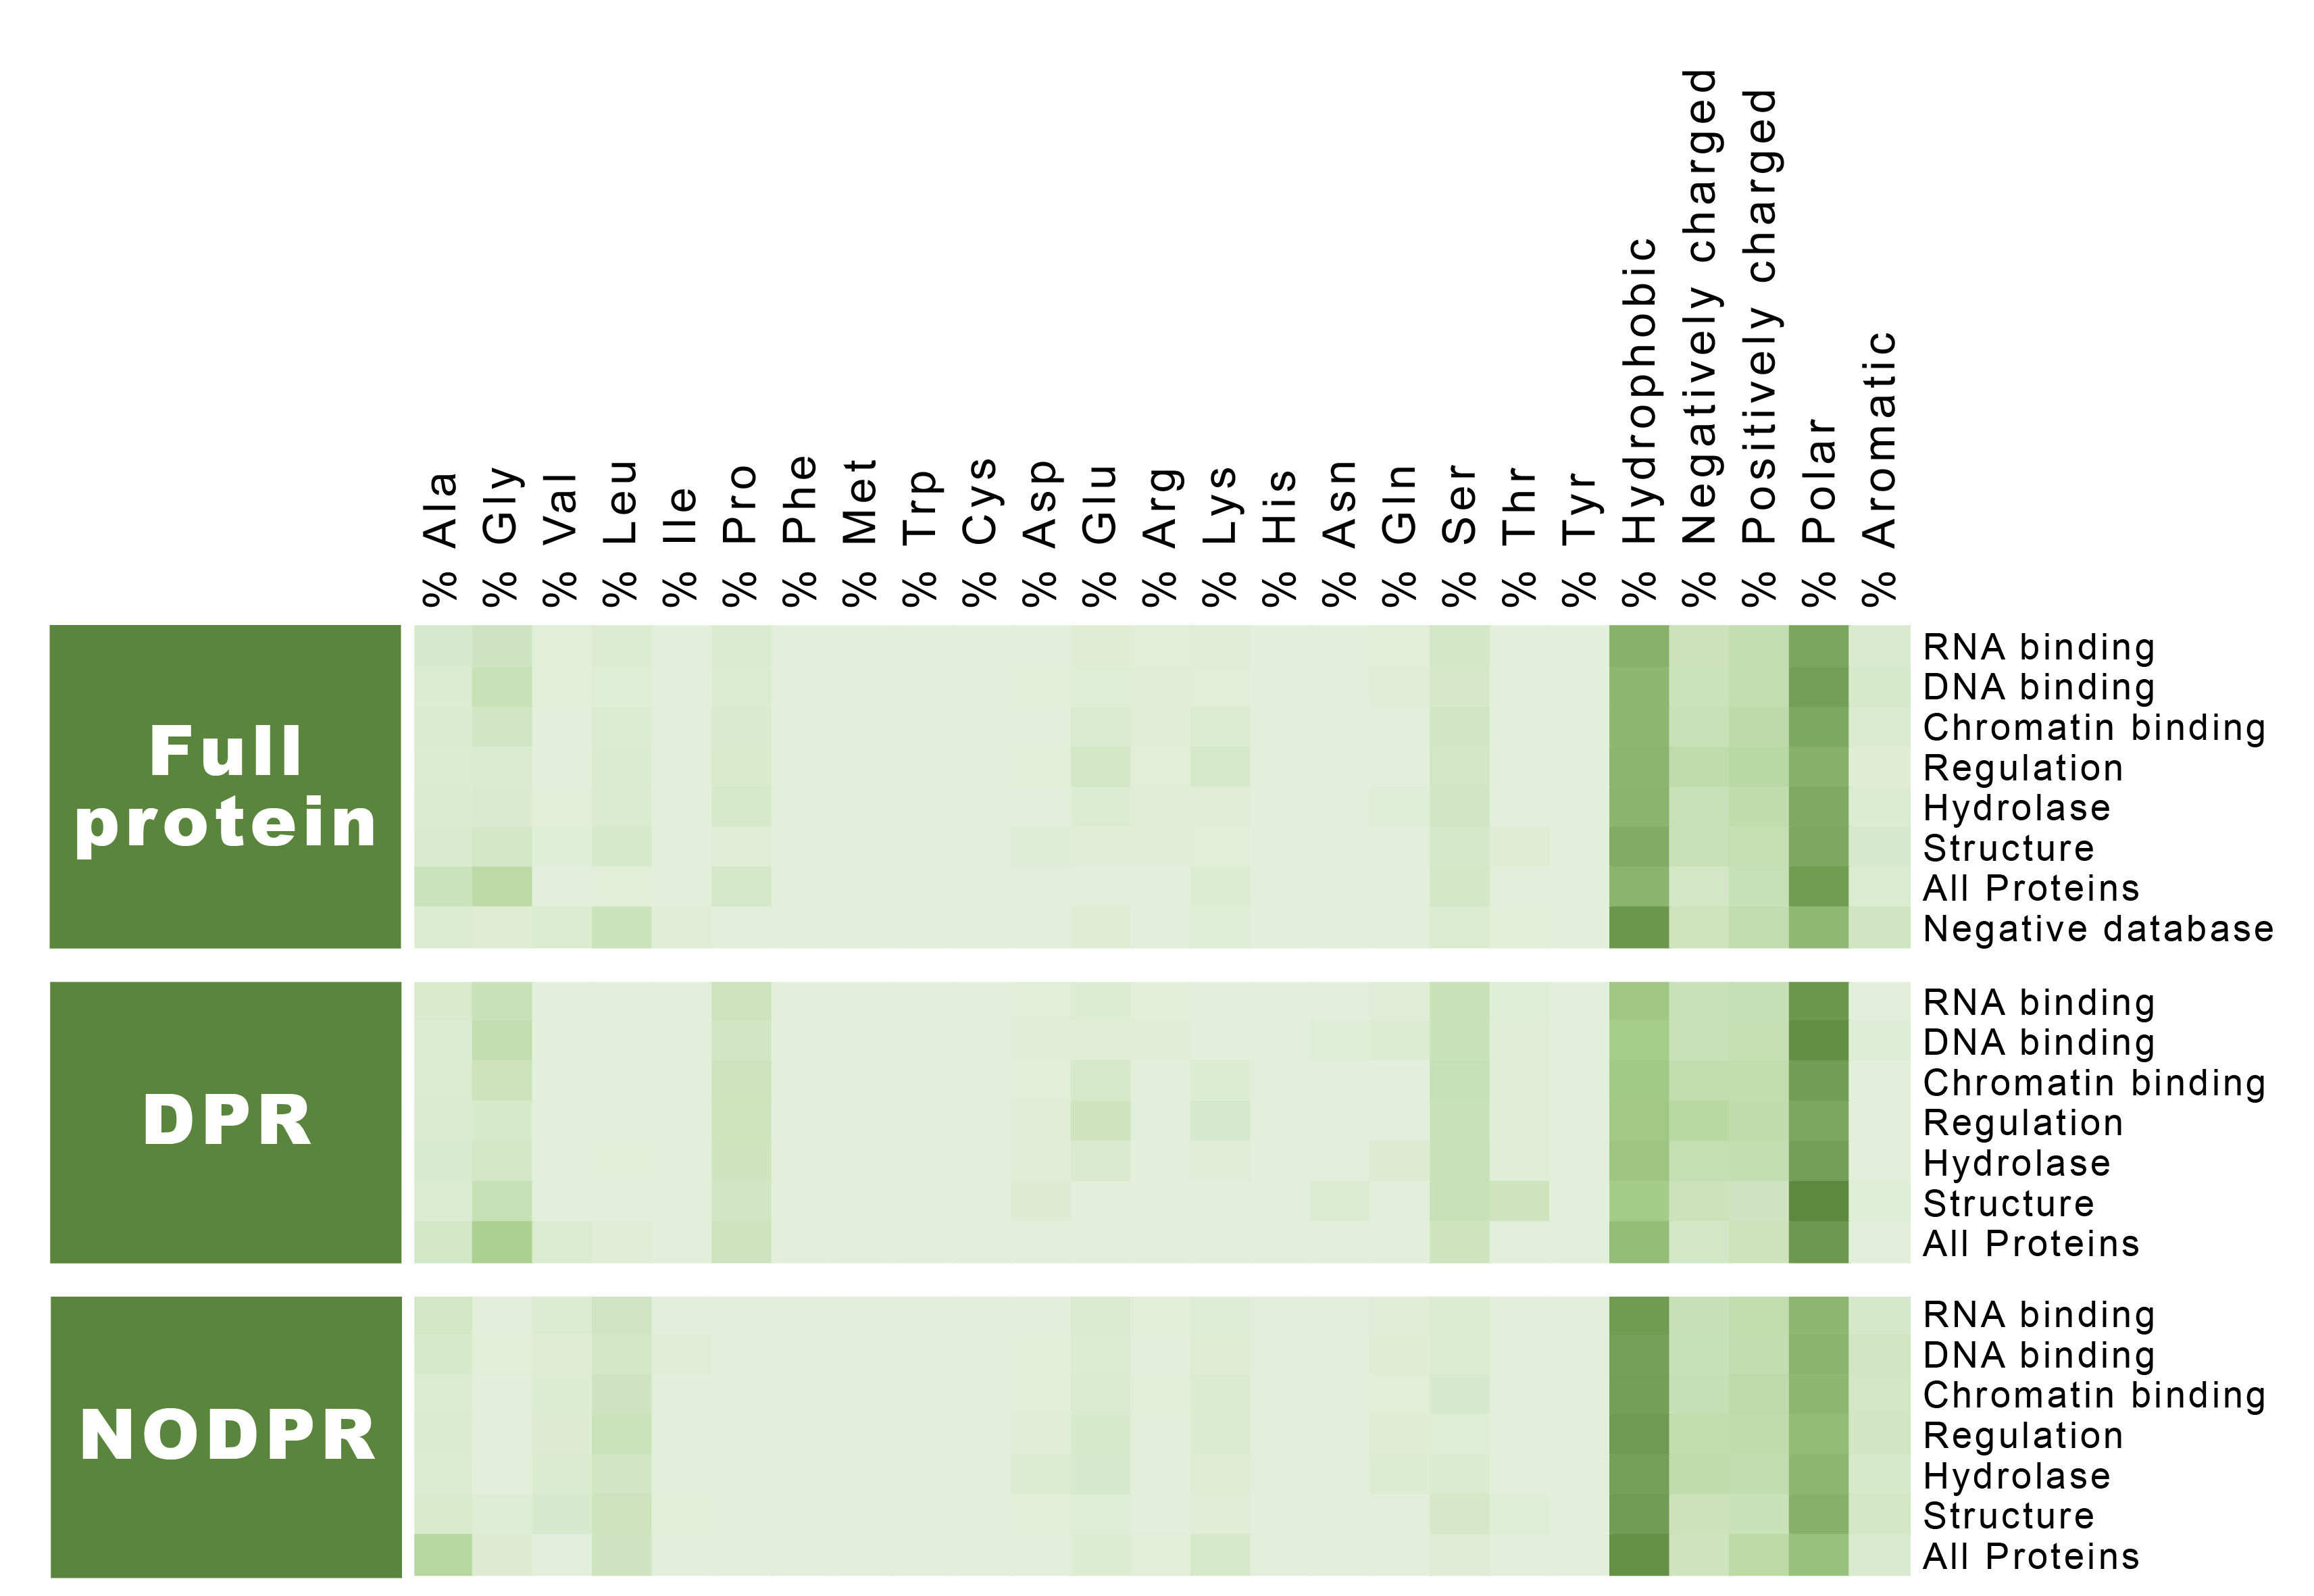 % Ala
% Gly
% Val
% Leu
% Ile
% Pro
% Phe
% Met
% Trp
% Cys
% Asp
% Glu
% Arg
% Lys
% His
% Asn
% Gln
% Ser
% Thr
% Tyr
% Hydrophobic
% Negatively charged
% Positively charged
% Polar
% Aromatic
Full
protein
RNA binding
DNA binding
Chromatin binding
Regulation
Hydrolase
Structure
All Proteins
Negative database
DPR
RNA binding
DNA binding
Chromatin binding
Regulation
Hydrolase
Structure
All Proteins
NODPR
RNA binding
DNA binding
Chromatin binding
Regulation
Hydrolase
Structure
All Proteins